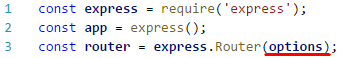 1 const express = require('express');
2 const app = express();
3 const router = express.Router(options);